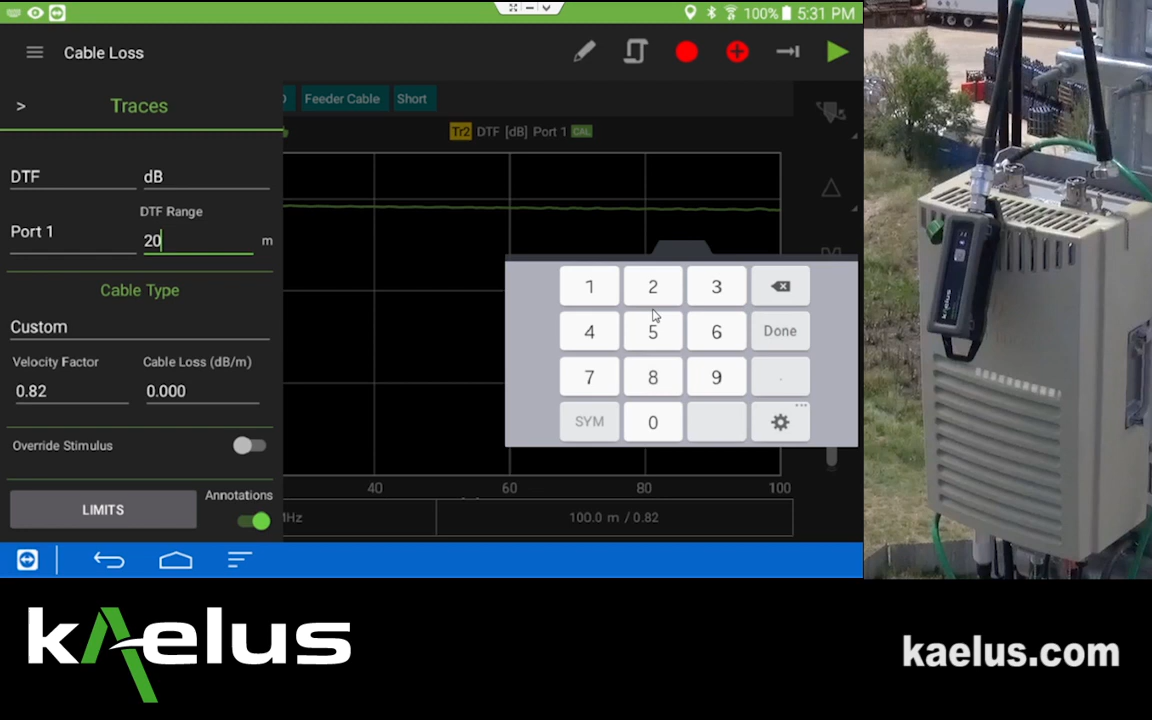 100% 5:31 PM
Cable Loss
> Traces
Feeder Cable Short
Tr2 DTF [dB] Port 1 CAL
DTF dB
DTF Range
Port 1 20 m
Cable Type
Custom
Velocity Factor Cable Loss (dB/m)
0.82 0.000
Override Stimulus
Annotations
LIMITS
1 2 3
4 5 6 Done
7 8 9 .
SYM 0
40 60 80 100
MHz 100.0 m / 0.82
kaelus
kaelus.com